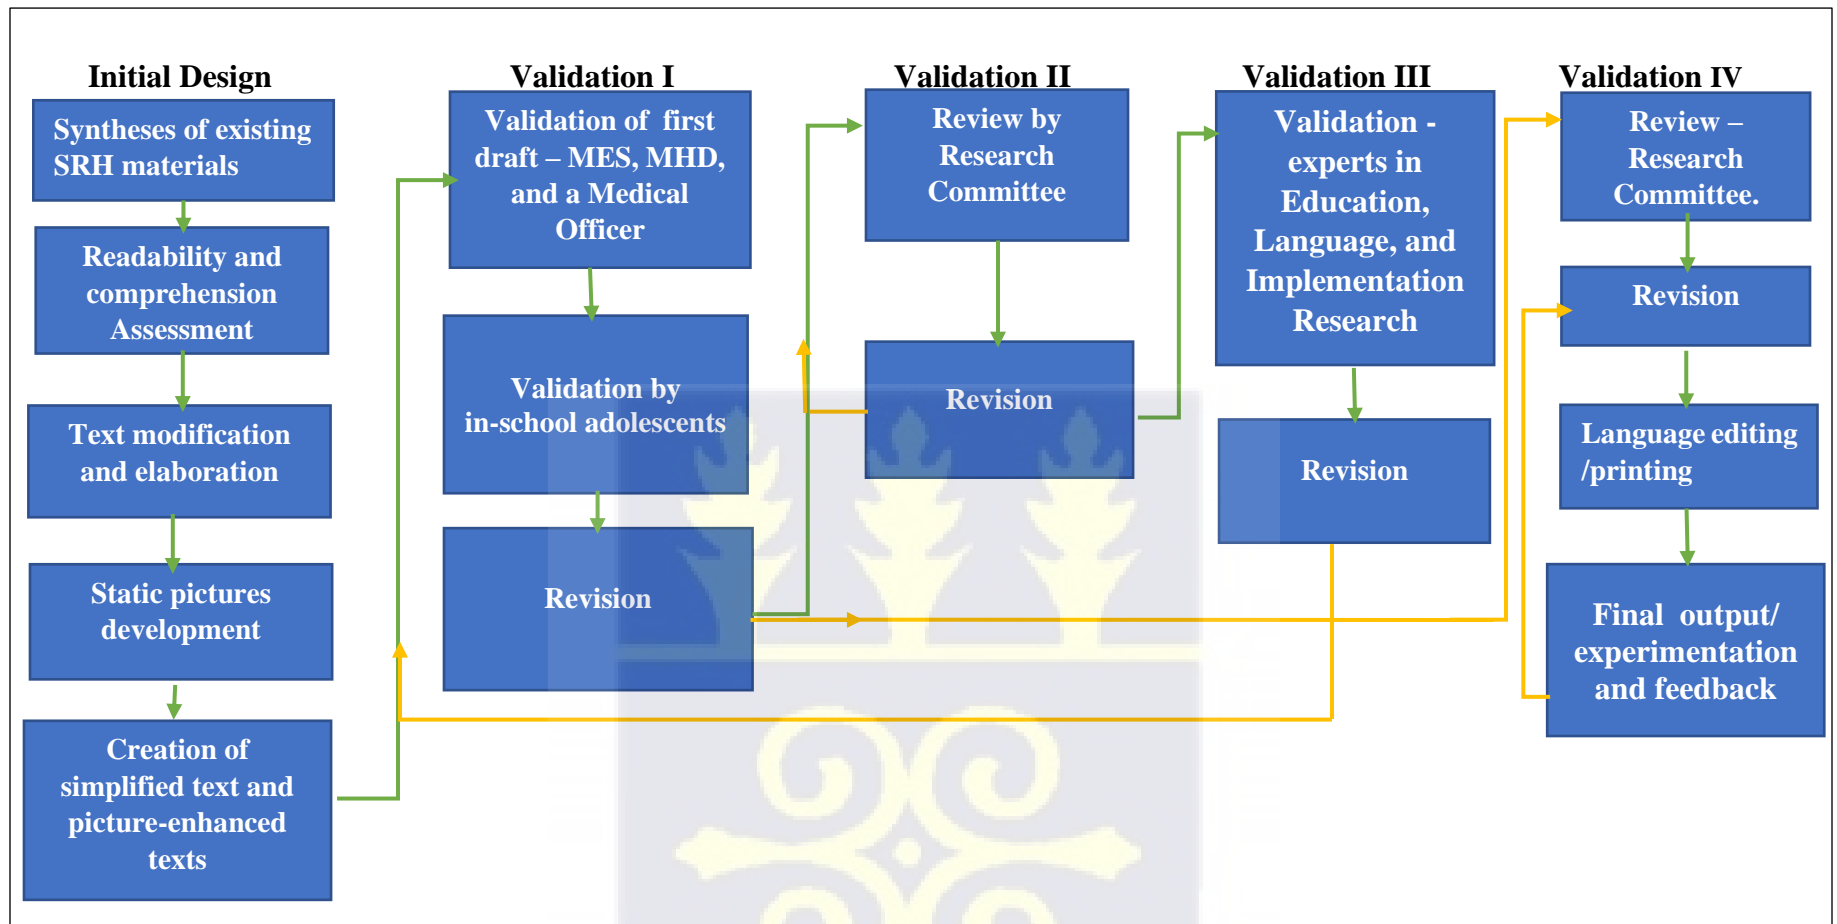 Initial Design
Syntheses of existing
SRH materials
Readability and
comprehension
Assessment
Text modification
and elaboration
Static pictures
development
Creation of
simplified text and
picture-enhanced
texts
Validation I
Validation of first
draft – MES, MHD,
and a Medical
Officer
Validation by
in-school adolescents
Revision
Validation II
Review by
Research
Committee
Revision
Validation III
Validation -
experts in
Education,
Language, and
Implementation
Research
Revision
Validation IV
Review –
Research
Committee.
Revision
Language editing
/printing
Final output/
experimentation
and feedback